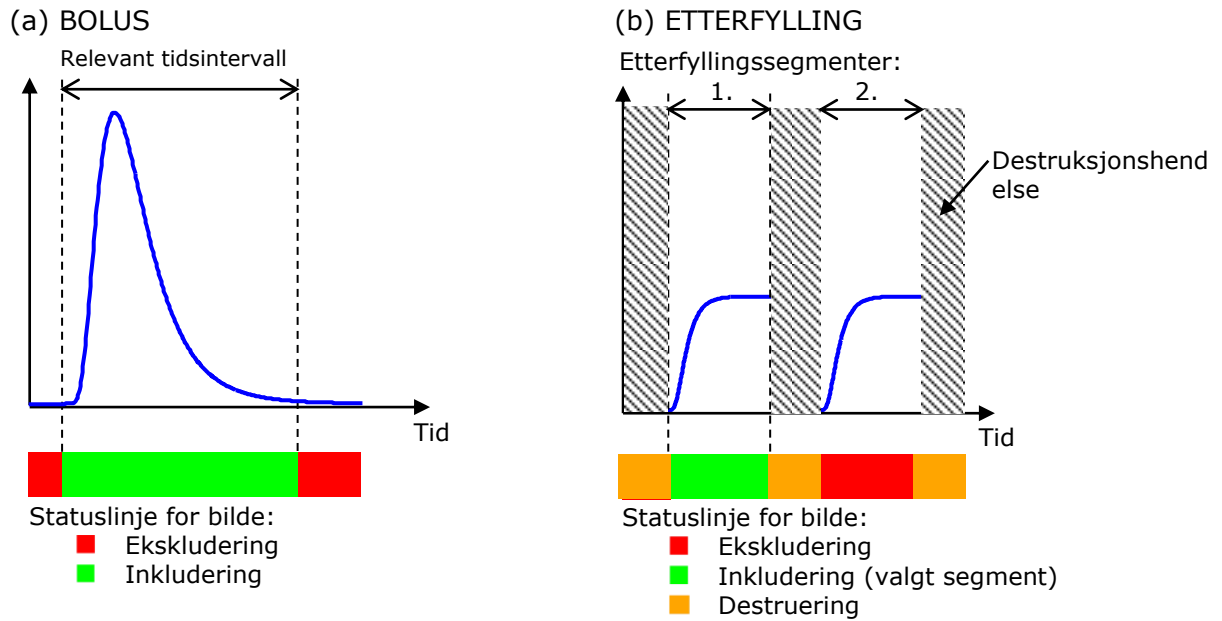 (a) BOLUS
Relevant tidsintervall
Tid
Statuslinje for bilde:
Ekskludering
Inkludering
(b) ETTERFYLLING
Etterfyllingssegmenter:
1.
2.
Destruksjonshend
else
Tid
Statuslinje for bilde:
Ekskludering
Inkludering (valgt segment)
Destruering